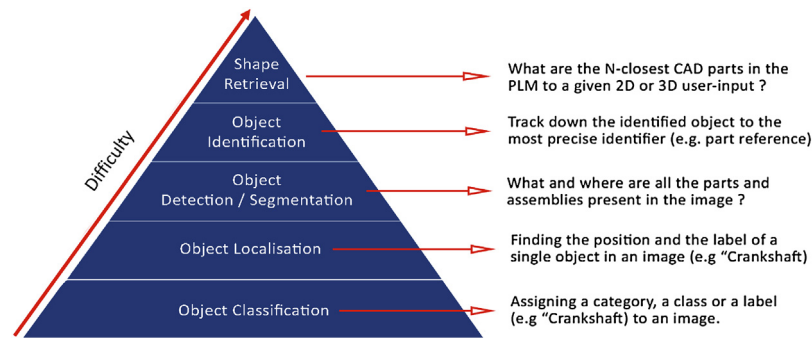 Difficulty
Shape
Retrieval
What are the N-closest CAD parts in the
PLM to a given 2D or 3D user-input ?
Object
Identification
Track down the identified object to the
most precise identifier (e.g. part reference)
Object
Detection / Segmentation
What and where are all the parts and
assemblies present in the image ?
Object Localisation
Finding the position and the label of a
single object in an image (e.g “Crankshaft)
Object Classification
Assigning a category, a class or a label
(e.g “Crankshaft) to an image.